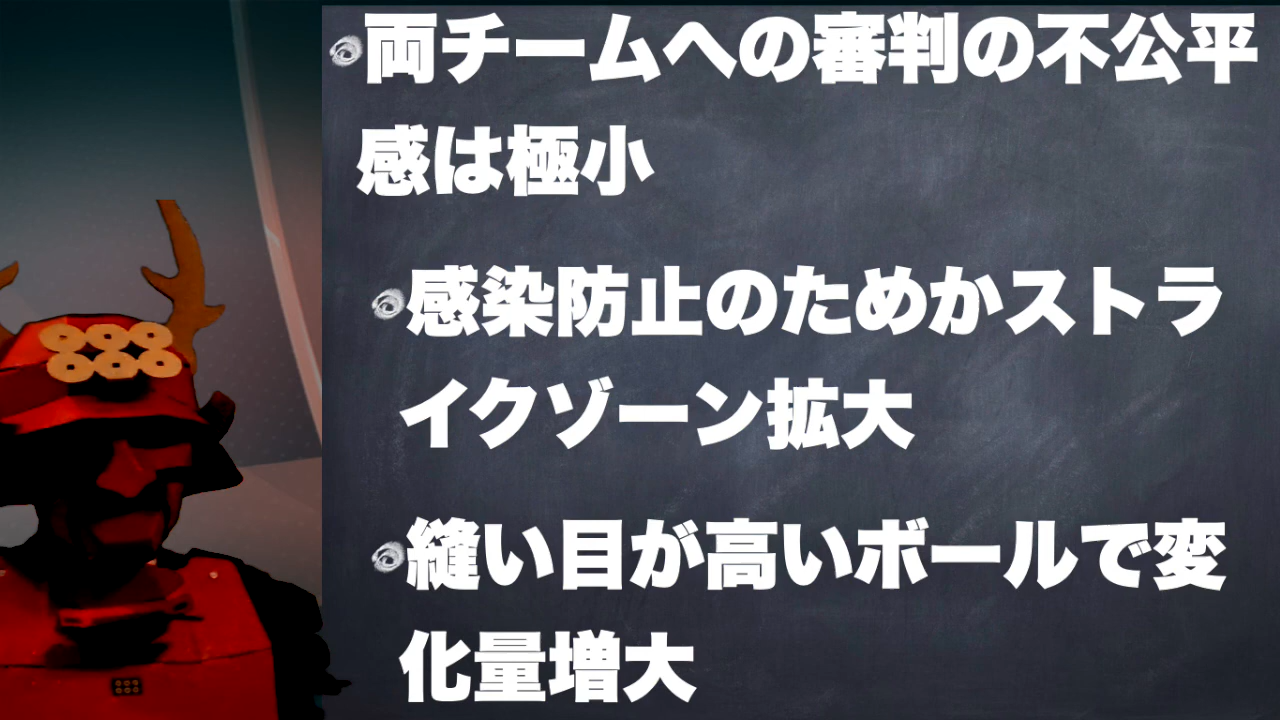 両チームへの審判の不公平
感は極小
感染防止のためかストラ
イクゾーン拡大
縫い目が高いボールで変
化量増大